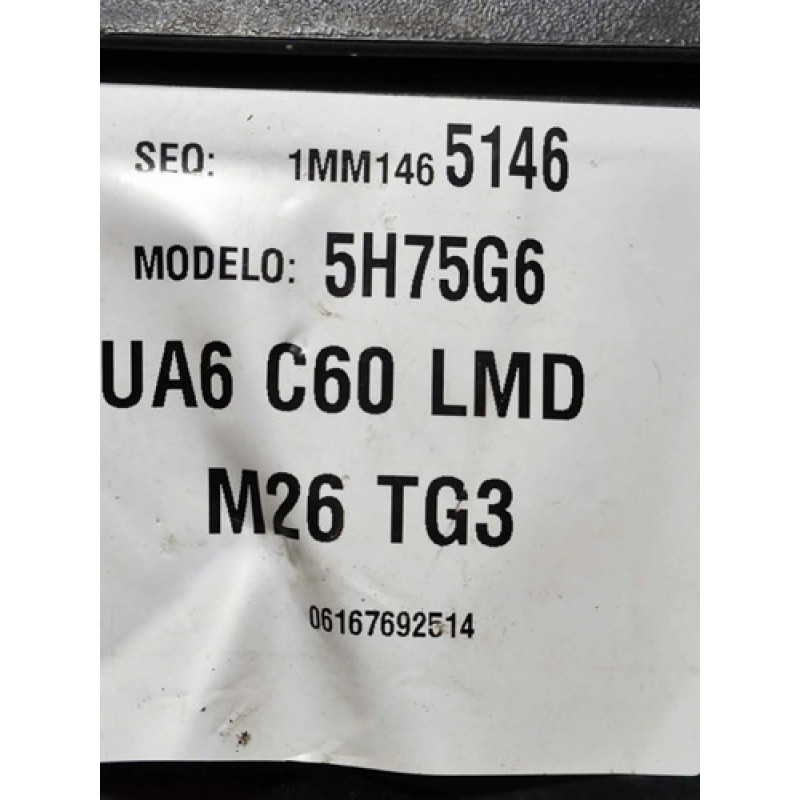 SEQ: 1MM146 5146
MODELO: 5H75G6
UA6 C60 LMD
M26 TG3
06167692514